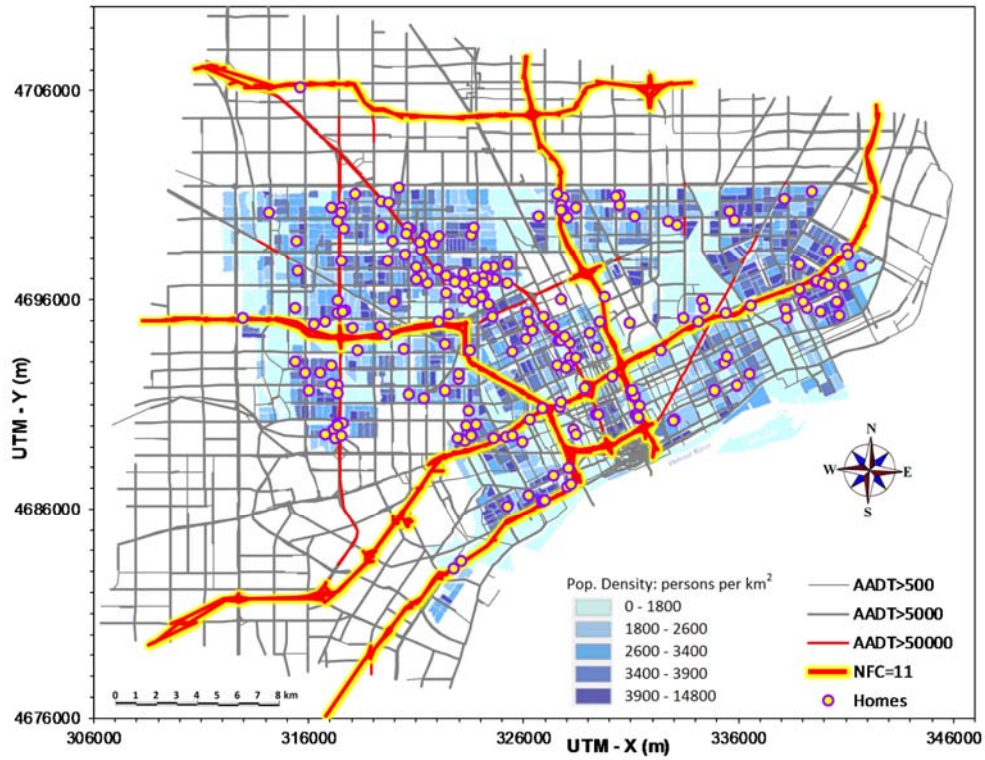 4706000
4696000
4686000
4676000
UTM - Y (m)
306000 316000 326000 336000 346000
UTM - X (m)
N
W E
S
Detroit River
Pop. Density: persons per km²
0 - 1800
1800 - 2600
2600 - 3400
3400 - 3900
3900 - 14800
AADT>500
AADT>5000
AADT>50000
NFC=11
Homes
0 1 2 3 4 5 6 7 8 km